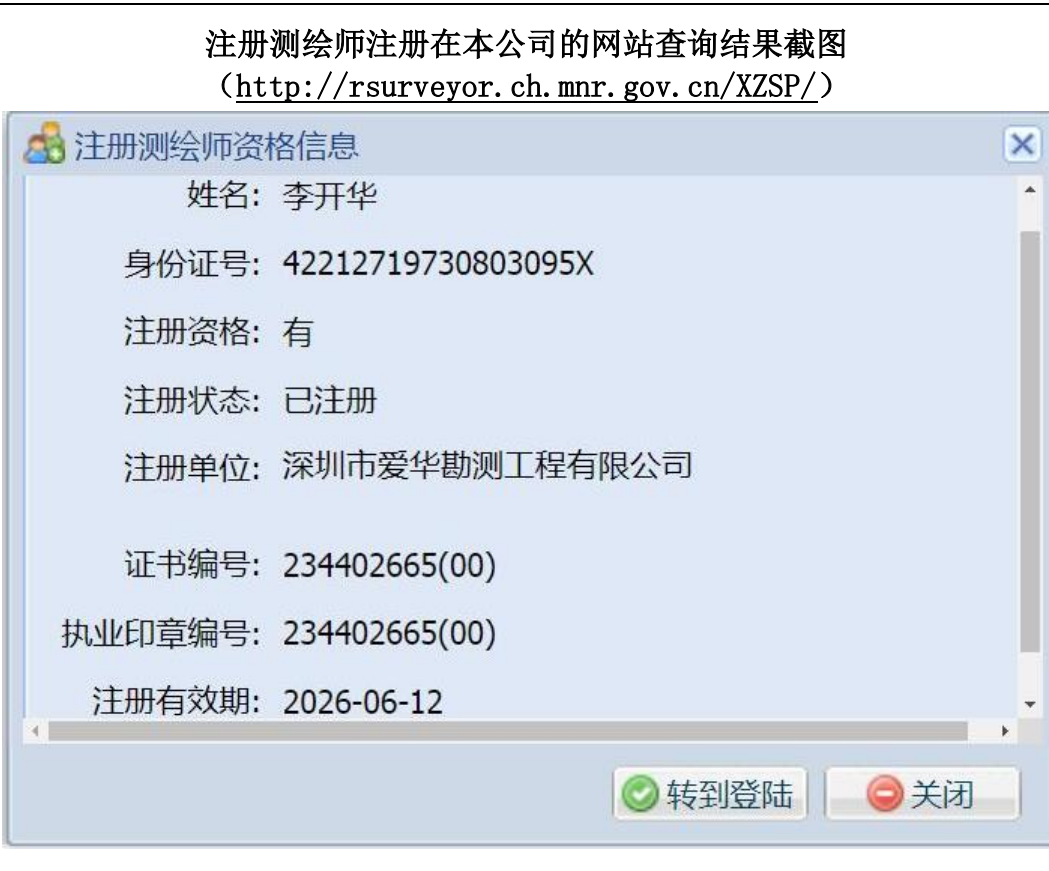 注册测绘师注册在本公司的网站查询结果截图
（http://rsurveyor.ch.mnr.gov.cn/XZSP/）
注册测绘师资格信息
姓名: 李开华
身份证号: 42212719730803095X
注册资格: 有
注册状态: 已注册
注册单位: 深圳市爱华勘测工程有限公司
证书编号: 234402665(00)
执业印章编号: 234402665(00)
注册有效期: 2026-06-12
转到登陆 关闭